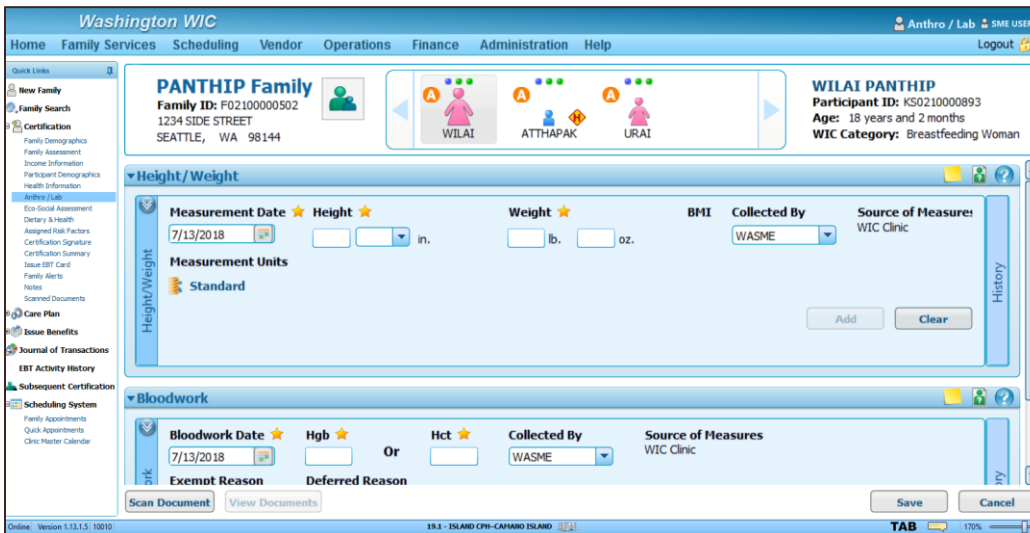 Washington WIC
Anthro / Lab SME USER
Home Family Services Scheduling Vendor Operations Finance Administration Help Logout
Quick Links
New Family
Family Search
Certification
Family Demographics
Family Assessment
Income Information
Participant Demographics
Health Information
Anthro / Lab
Eco-Social Assessment
Dietary & Health
Assigned Risk Factors
Certification Signature
Certification Summary
Issue EBT Card
Family Alerts
Notes
Scanned Documents
Care Plan
Issue Benefits
Journal of Transactions
EBT Activity History
Subsequent Certification
Scheduling System
Family Appointments
Quick Appointments
Clinic Master Calendar
PANTHIP Family
Family ID: F02100000502
1234 SIDE STREET
SEATTLE, WA 98144
A A H A
WILAI ATTHAPAK URAI
WILAI PANTHIP
Participant ID: KS0210000893
Age: 18 years and 2 months
WIC Category: Breastfeeding Woman
Height/Weight
Height/Weight
Measurement Date Height Weight BMI Collected By Source of Measures
7/13/2018 in. lb. oz. WASME WIC Clinic
Measurement Units
Standard
History
Add Clear
Bloodwork
Bloodwork Date Hgb Or Hct Collected By Source of Measures
7/13/2018 WASME WIC Clinic
Exempt Reason Deferred Reason
Scan Document View Documents Save Cancel
Online Version 1.13.1.5 10010 19.1 - ISLAND CPH-CAMANO ISLAND TAB 170%